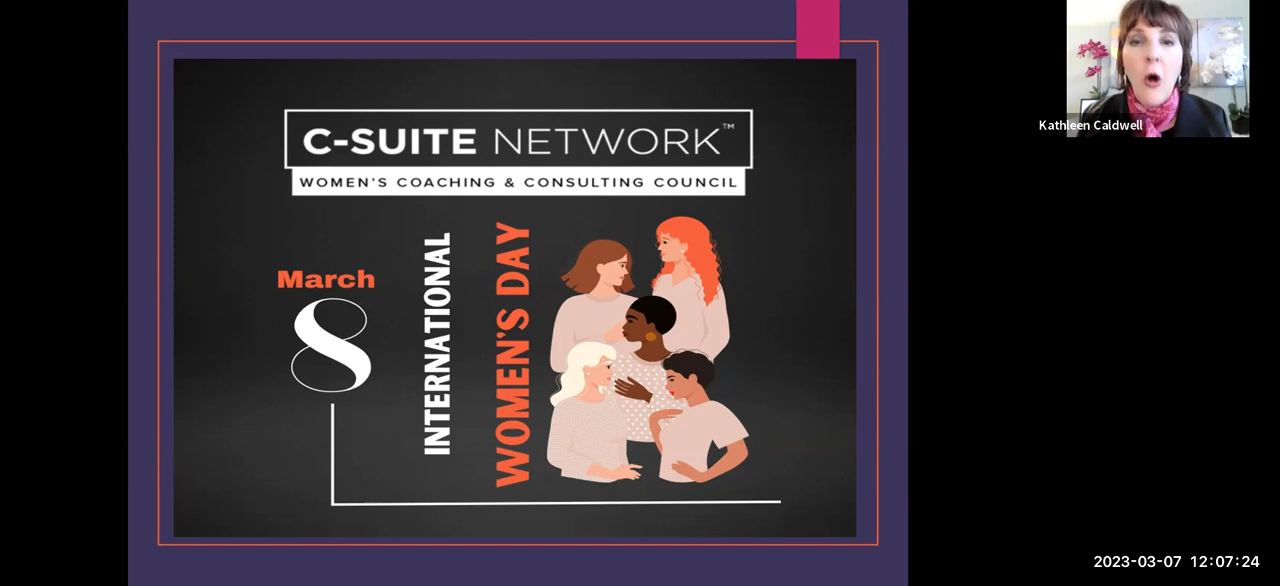 C-SUITE NETWORK™
WOMEN'S COACHING & CONSULTING COUNCIL
March
8
INTERNATIONAL
WOMEN'S DAY
Kathleen Caldwell
2023-03-07 12:07:24